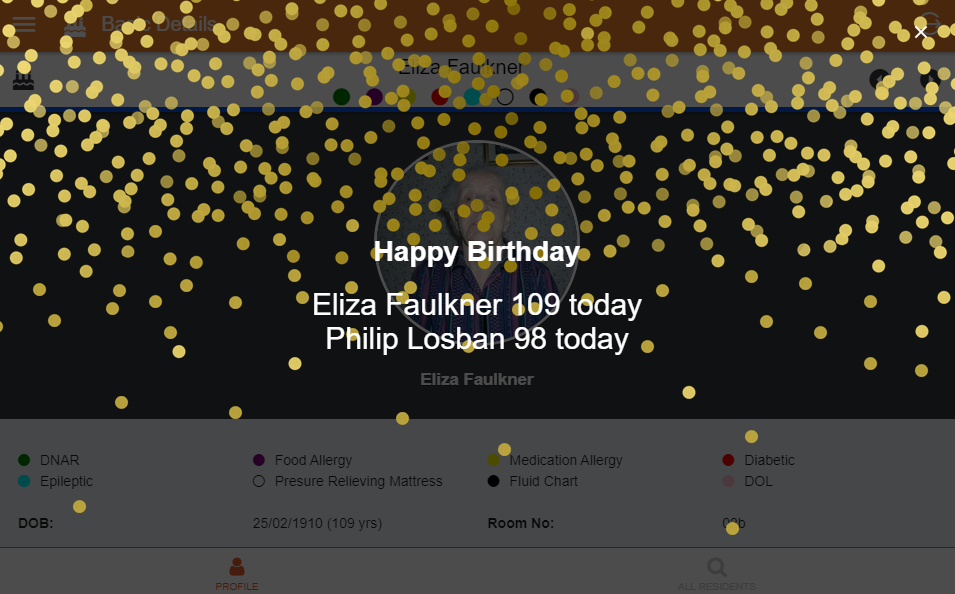 Basic Details
Eliza Faulkner
Happy Birthday
Eliza Faulkner 109 today
Philip Losban 98 today
Eliza Faulkner
DNAR
Food Allergy
Medication Allergy
Diabetic
Epileptic
Presure Relieving Mattress
Fluid Chart
DOL
DOB:
25/02/1910 (109 yrs)
Room No:
PROFILE
ALL RESIDENTS